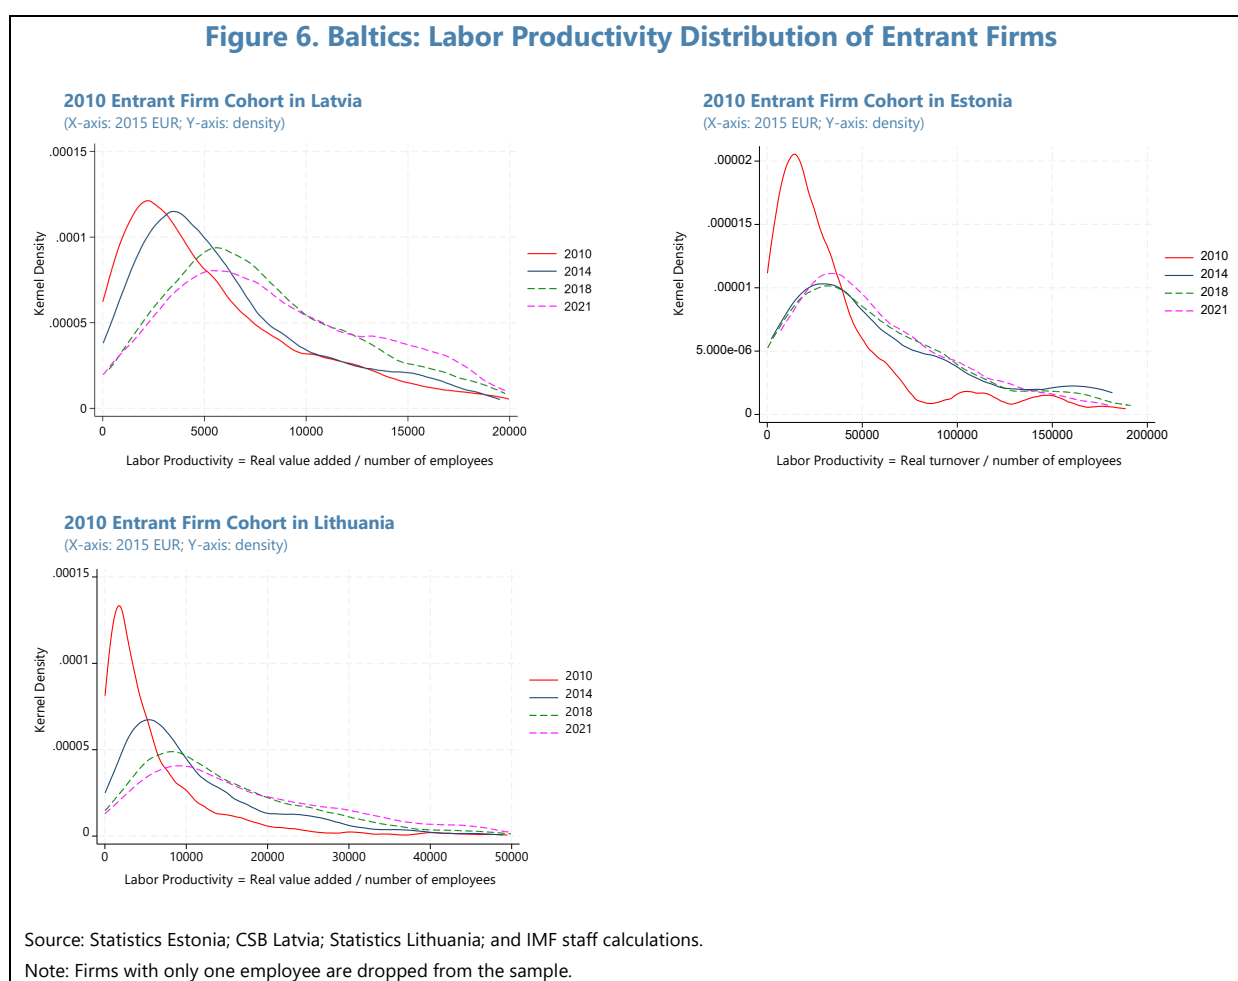 Figure 6. Baltics: Labor Productivity Distribution of Entrant Firms
2010 Entrant Firm Cohort in Latvia
(X-axis: 2015 EUR; Y-axis: density)
.00015
.0001
.00005
0
Kernel Density
0 5000 10000 15000 20000
Labor Productivity = Real value added / number of employees
2010
2014
2018
2021
2010 Entrant Firm Cohort in Estonia
(X-axis: 2015 EUR; Y-axis: density)
.00002
.000015
.00001
5.000e-06
0
Kernel Density
0 50000 100000 150000 200000
Labor Productivity = Real turnover / number of employees
2010
2014
2018
2021
2010 Entrant Firm Cohort in Lithuania
(X-axis: 2015 EUR; Y-axis: density)
.00015
.0001
.00005
0
Kernel Density
0 10000 20000 30000 40000 50000
Labor Productivity = Real value added / number of employees
2010
2014
2018
2021
Source: Statistics Estonia; CSB Latvia; Statistics Lithuania; and IMF staff calculations.
Note: Firms with only one employee are dropped from the sample.